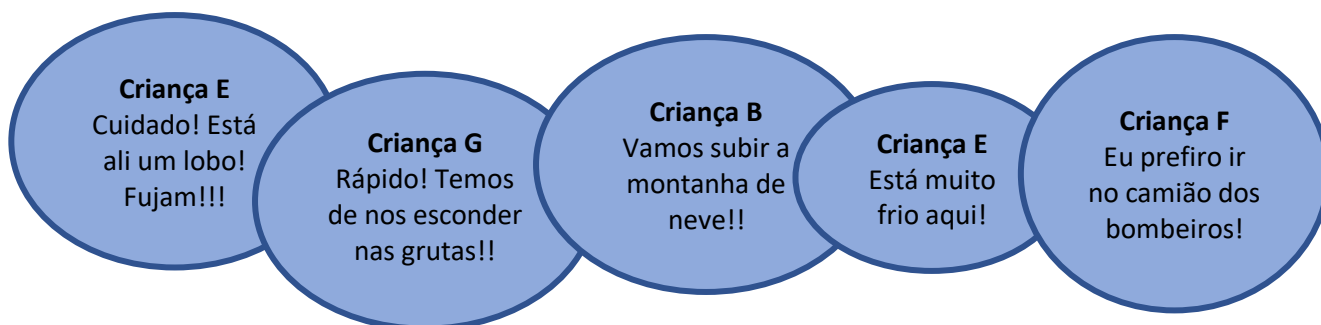 Criança E
Cuidado! Está
ali um lobo!
Fujam!!!
Criança G
Rápido! Temos
de nos esconder
nas grutas!!
Criança B
Vamos subir a
montanha de
neve!!
Criança E
Está muito
frio aqui!
Criança F
Eu prefiro ir
no camião dos
bombeiros!